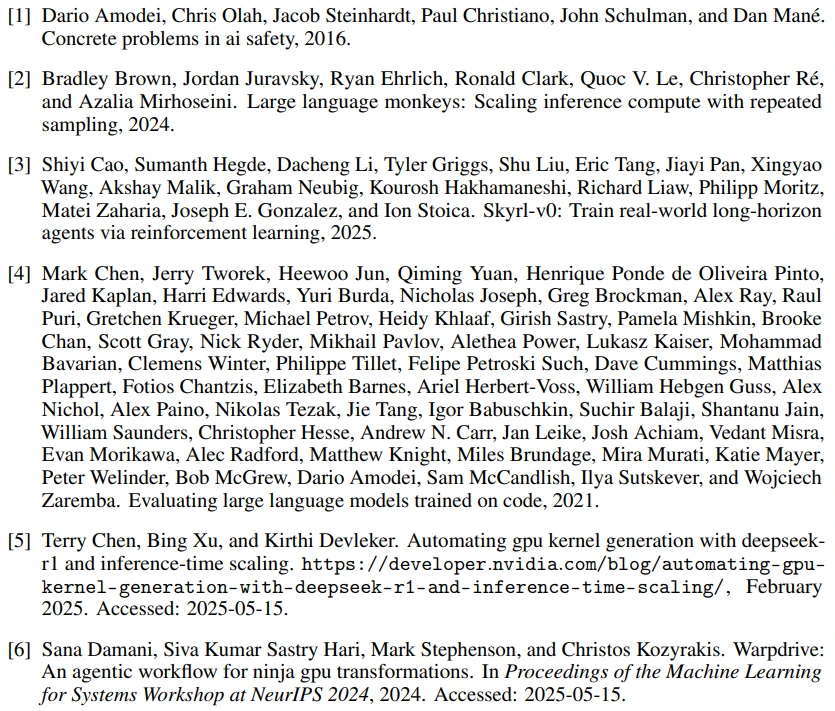 [1] Dario Amodei, Chris Olah, Jacob Steinhardt, Paul Christiano, John Schulman, and Dan Mané.
Concrete problems in ai safety, 2016.
[2] Bradley Brown, Jordan Juravsky, Ryan Ehrlich, Ronald Clark, Quoc V. Le, Christopher Ré,
and Azalia Mirhoseini. Large language monkeys: Scaling inference compute with repeated
sampling, 2024.
[3] Shiyi Cao, Sumanth Hegde, Dacheng Li, Tyler Griggs, Shu Liu, Eric Tang, Jiayi Pan, Xingyao
Wang, Akshay Malik, Graham Neubig, Kourosh Hakhamaneshi, Richard Liaw, Philipp Moritz,
Matei Zaharia, Joseph E. Gonzalez, and Ion Stoica. Skyrl-v0: Train real-world long-horizon
agents via reinforcement learning, 2025.
[4] Mark Chen, Jerry Tworek, Heewoo Jun, Qiming Yuan, Henrique Ponde de Oliveira Pinto,
Jared Kaplan, Harri Edwards, Yuri Burda, Nicholas Joseph, Greg Brockman, Alex Ray, Raul
Puri, Gretchen Krueger, Michael Petrov, Heidy Khlaaf, Girish Sastry, Pamela Mishkin, Brooke
Chan, Scott Gray, Nick Ryder, Mikhail Pavlov, Alethea Power, Lukasz Kaiser, Mohammad
Bavarian, Clemens Winter, Philippe Tillet, Felipe Petroski Such, Dave Cummings, Matthias
Plappert, Fotios Chantzis, Elizabeth Barnes, Ariel Herbert-Voss, William Hebgen Guss, Alex
Nichol, Alex Paino, Nikolas Tezak, Jie Tang, Igor Babuschkin, Suchir Balaji, Shantanu Jain,
William Saunders, Christopher Hesse, Andrew N. Carr, Jan Leike, Josh Achiam, Vedant Misra,
Evan Morikawa, Alec Radford, Matthew Knight, Miles Brundage, Mira Murati, Katie Mayer,
Peter Welinder, Bob McGrew, Dario Amodei, Sam McCandlish, Ilya Sutskever, and Wojciech
Zaremba. Evaluating large language models trained on code, 2021.
[5] Terry Chen, Bing Xu, and Kirthi Devleker. Automating gpu kernel generation with deepseek-
r1 and inference-time scaling. https://developer.nvidia.com/blog/automating-gpu-
kernel-generation-with-deepseek-r1-and-inference-time-scaling/, February
2025. Accessed: 2025-05-15.
[6] Sana Damani, Siva Kumar Sastry Hari, Mark Stephenson, and Christos Kozyrakis. Warpdrive:
An agentic workflow for ninja gpu transformations. In Proceedings of the Machine Learning
for Systems Workshop at NeurIPS 2024, 2024. Accessed: 2025-05-15.